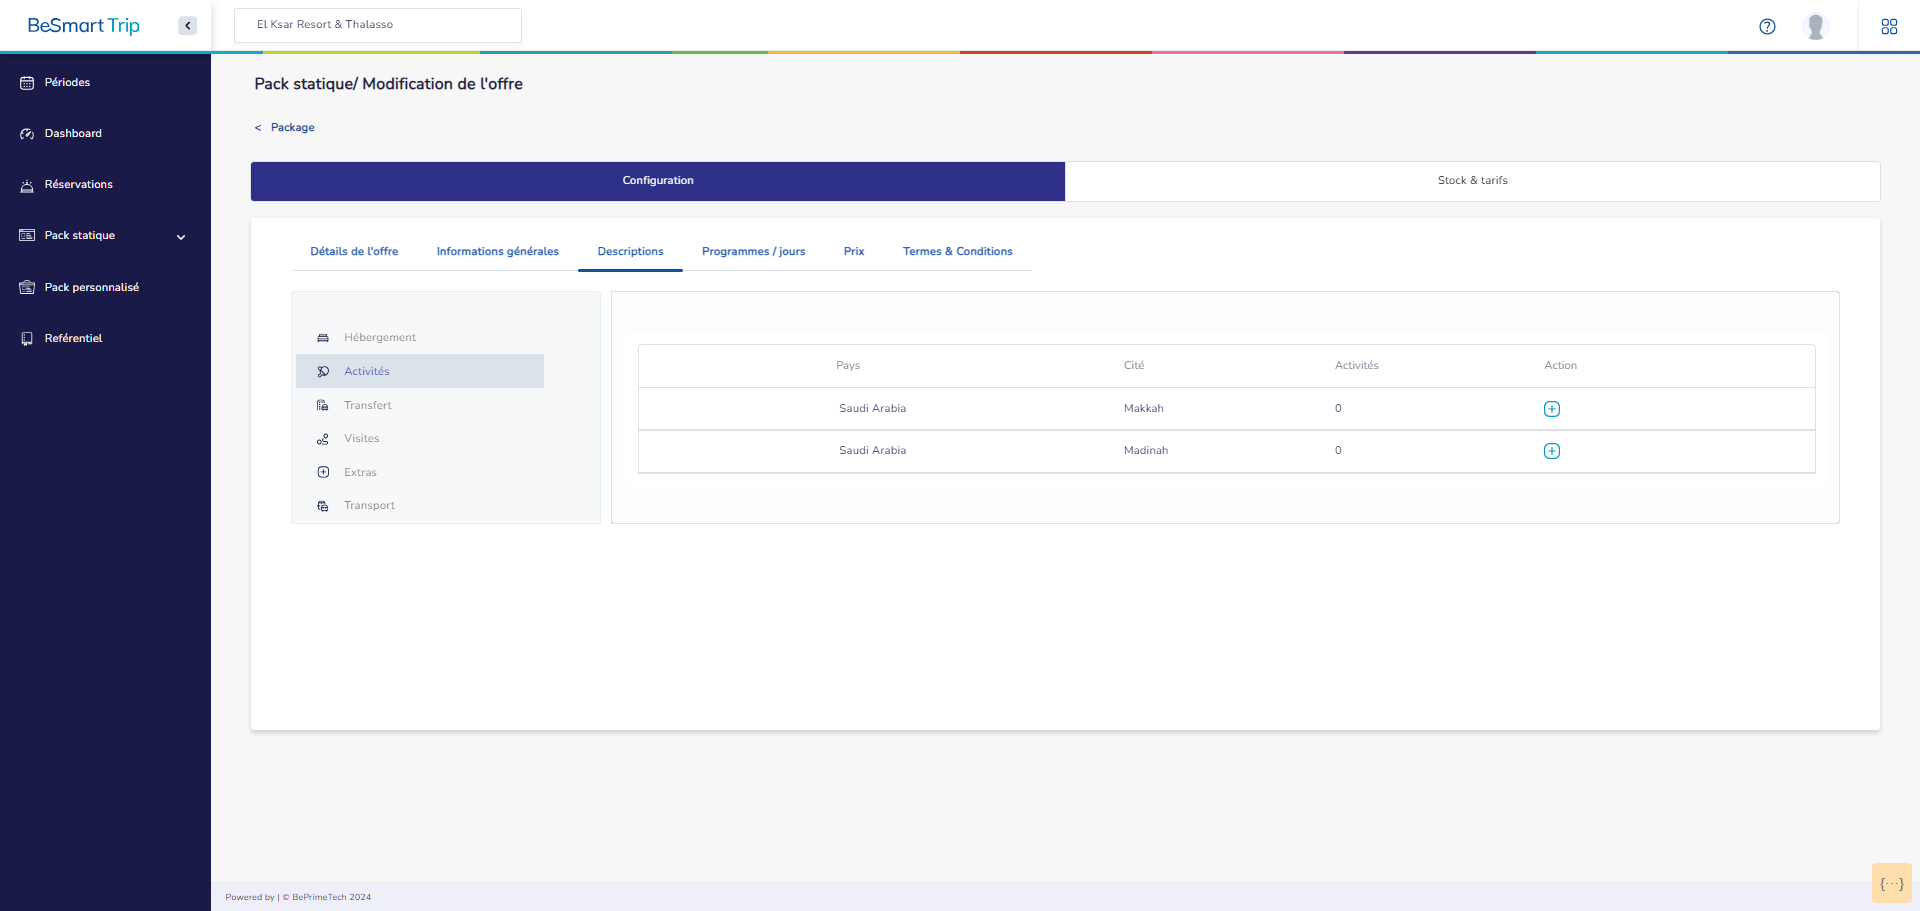 BeSmart Trip
El Ksar Resort & Thalasso
Périodes
Dashboard
Réservations
Pack statique
Pack personnalisé
Reférentiel
Pack statique/ Modification de l'offre
< Package
Configuration
Stock & tarifs
Détails de l'offre
Informations générales
Descriptions
Programmes / jours
Prix
Termes & Conditions
Hébergement
Activités
Transfert
Visites
Extras
Transport
Pays Cité Activités Action
Saudi Arabia Makkah 0
Saudi Arabia Madinah 0
Powered by | © BePrimeTech 2024
{···}